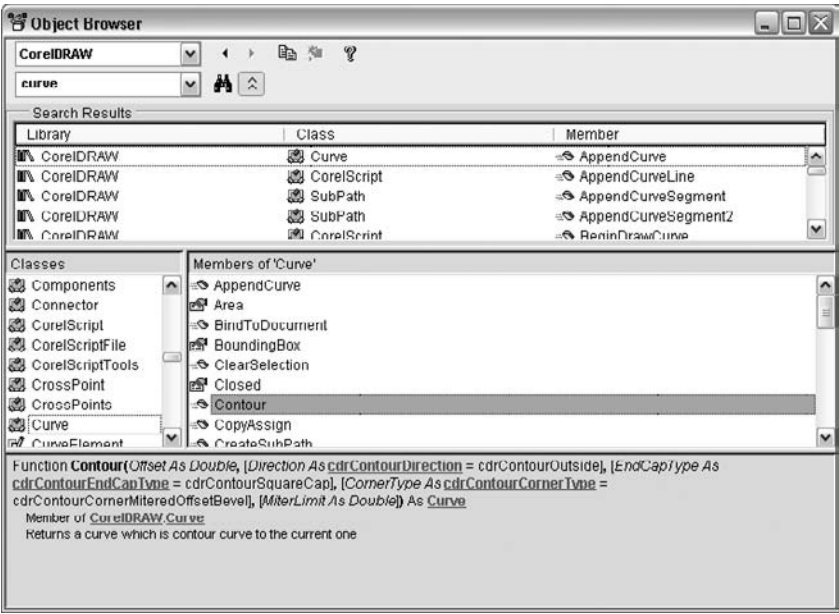 Object Browser
CorelDRAW
curve
Search Results
Library Class Member
CorelDRAW Curve AppendCurve
CorelDRAW CorelScript AppendCurveLine
CorelDRAW SubPath AppendCurveSegment
CorelDRAW SubPath AppendCurveSegment2
CorelDRAW CorelScript BeginDrawCurve
Classes
Components
Connector
CorelScript
CorelScriptFile
CorelScriptTools
CrossPoint
CrossPoints
Curve
CurveElement
Members of 'Curve'
AppendCurve
Area
BindToDocument
BoundingBox
ClearSelection
Closed
Contour
CopyAssign
CreateSubPath
Function Contour(Offset As Double, [Direction As cdrContourDirection = cdrContourOutside], [EndCapType As
cdrContourEndCapType = cdrContourSquareCap], [CornerType As cdrContourCornerType =
cdrContourCornerMiteredOffsetBevel], [MiterLimit As Double]) As Curve
Member of CorelDRAW.Curve
Returns a curve which is contour curve to the current one